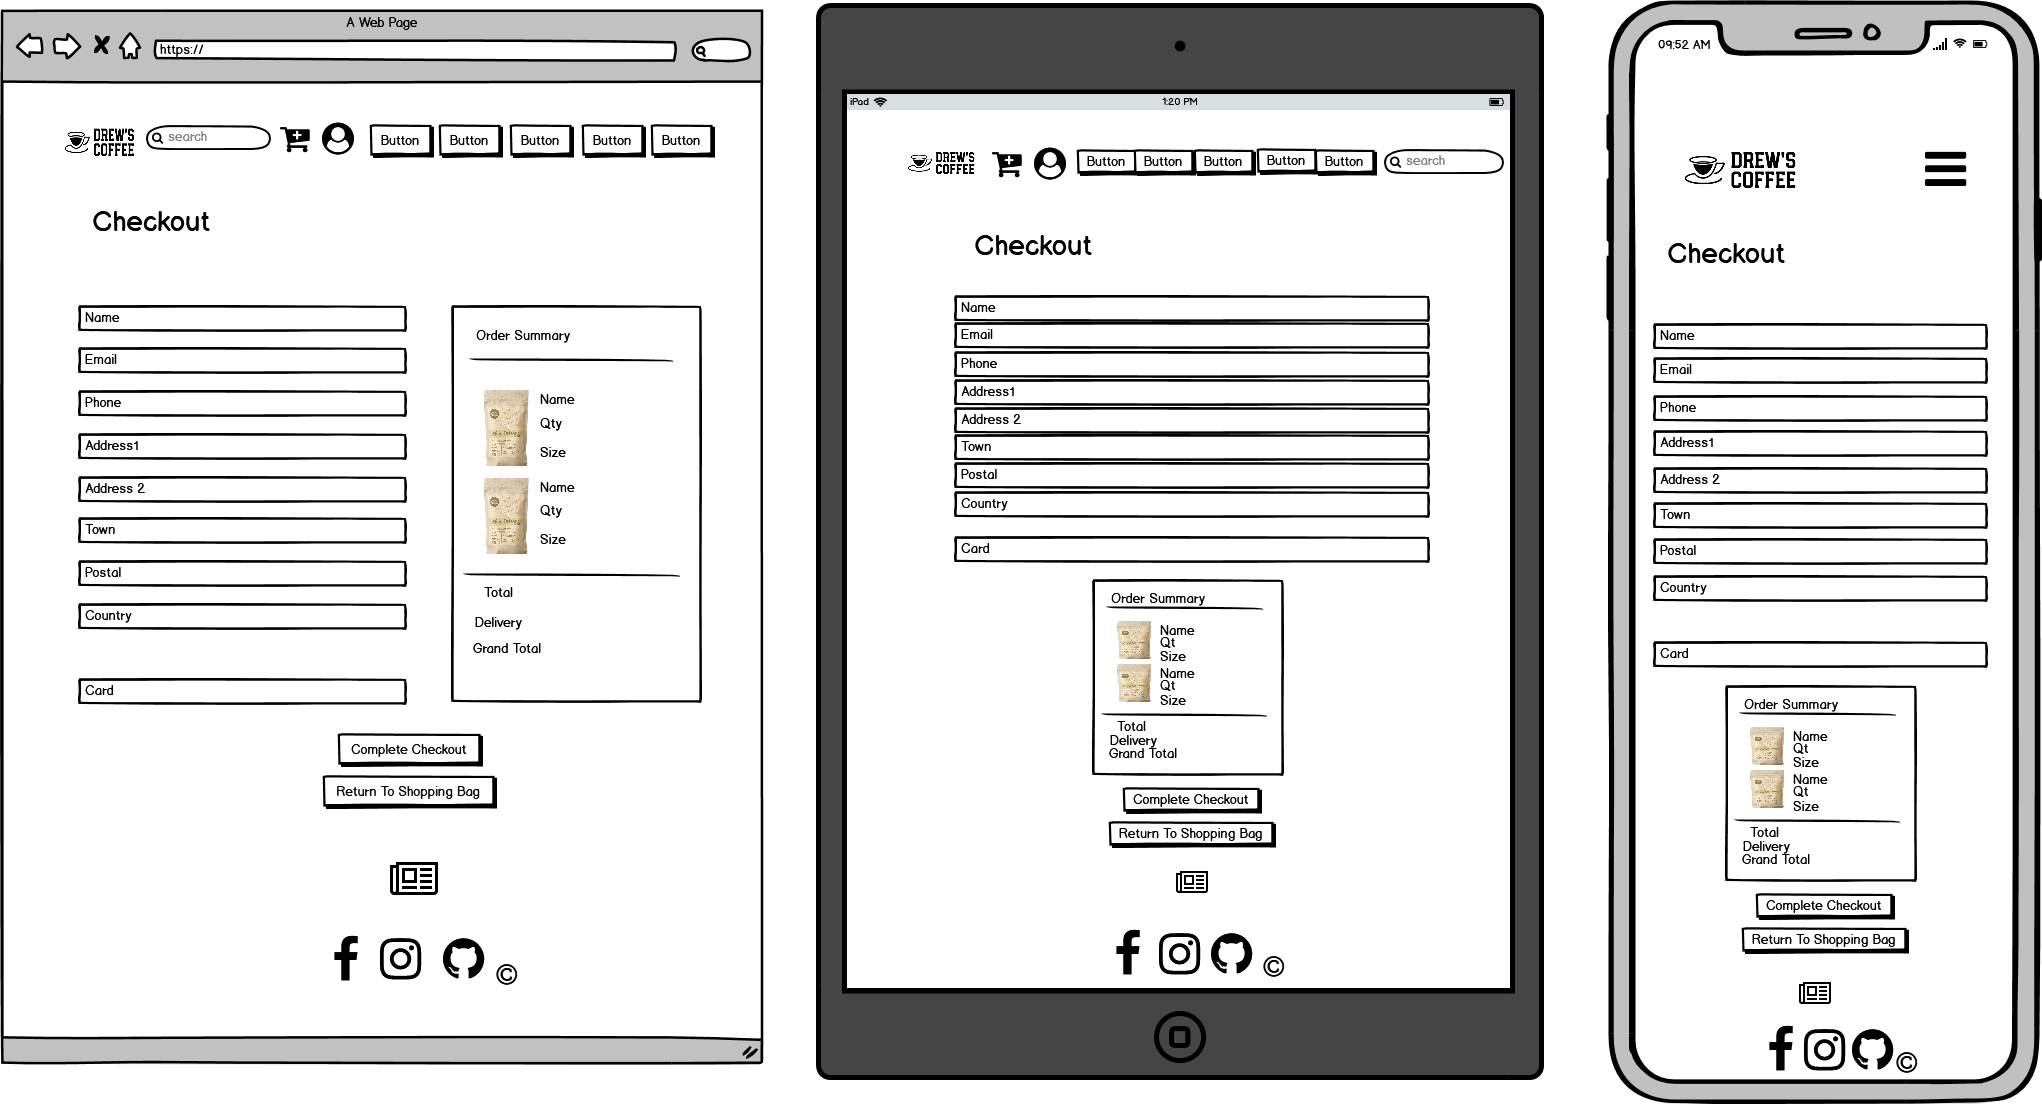 A Web Page
https://
DREW'S
COFFEE
search
Button
Button
Button
Button
Button
Checkout
Name
Email
Phone
Address1
Address 2
Town
Postal
Country
Card
Order Summary
Name
Qty
Size
Name
Qty
Size
Total
Delivery
Grand Total
Complete Checkout
Return To Shopping Bag
©
iPad
1:20 PM
DREW'S
COFFEE
Button
Button
Button
Button
Button
search
Checkout
Name
Email
Phone
Address1
Address 2
Town
Postal
Country
Card
Order Summary
Name
Qt
Size
Name
Qt
Size
Total
Delivery
Grand Total
Complete Checkout
Return To Shopping Bag
©
09:52 AM
DREW'S
COFFEE
Checkout
Name
Email
Phone
Address1
Address 2
Town
Postal
Country
Card
Order Summary
Name
Qt
Size
Name
Qt
Size
Total
Delivery
Grand Total
Complete Checkout
Return To Shopping Bag
©